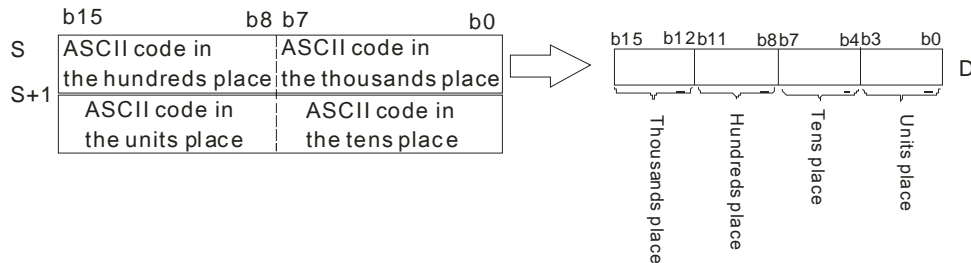 b15 b8 b7 b0
S
ASCII code in
the hundreds place
ASCII code in
the thousands place
S+1
ASCII code in
the units place
ASCII code in
the tens place
b15 b12 b11 b8 b7 b4 b3 b0
D
Thousands place
Hundreds place
Tens place
Units place